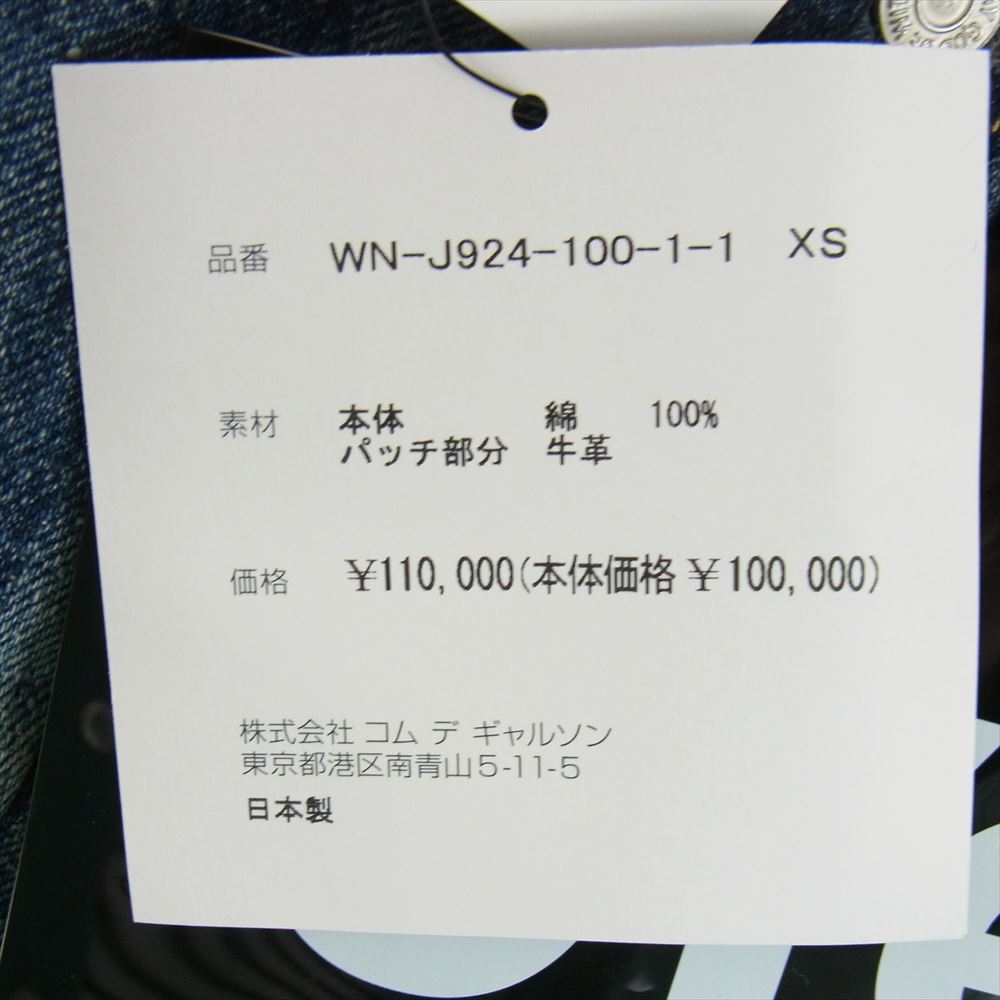 品番 WN-J924-100-1-1 XS
素材 本体 綿 100%
パッチ部分 牛革
価格 ¥110,000(本体価格 ¥100,000)
株式会社 コム デ ギャルソン
東京都港区南青山5-11-5
日本製